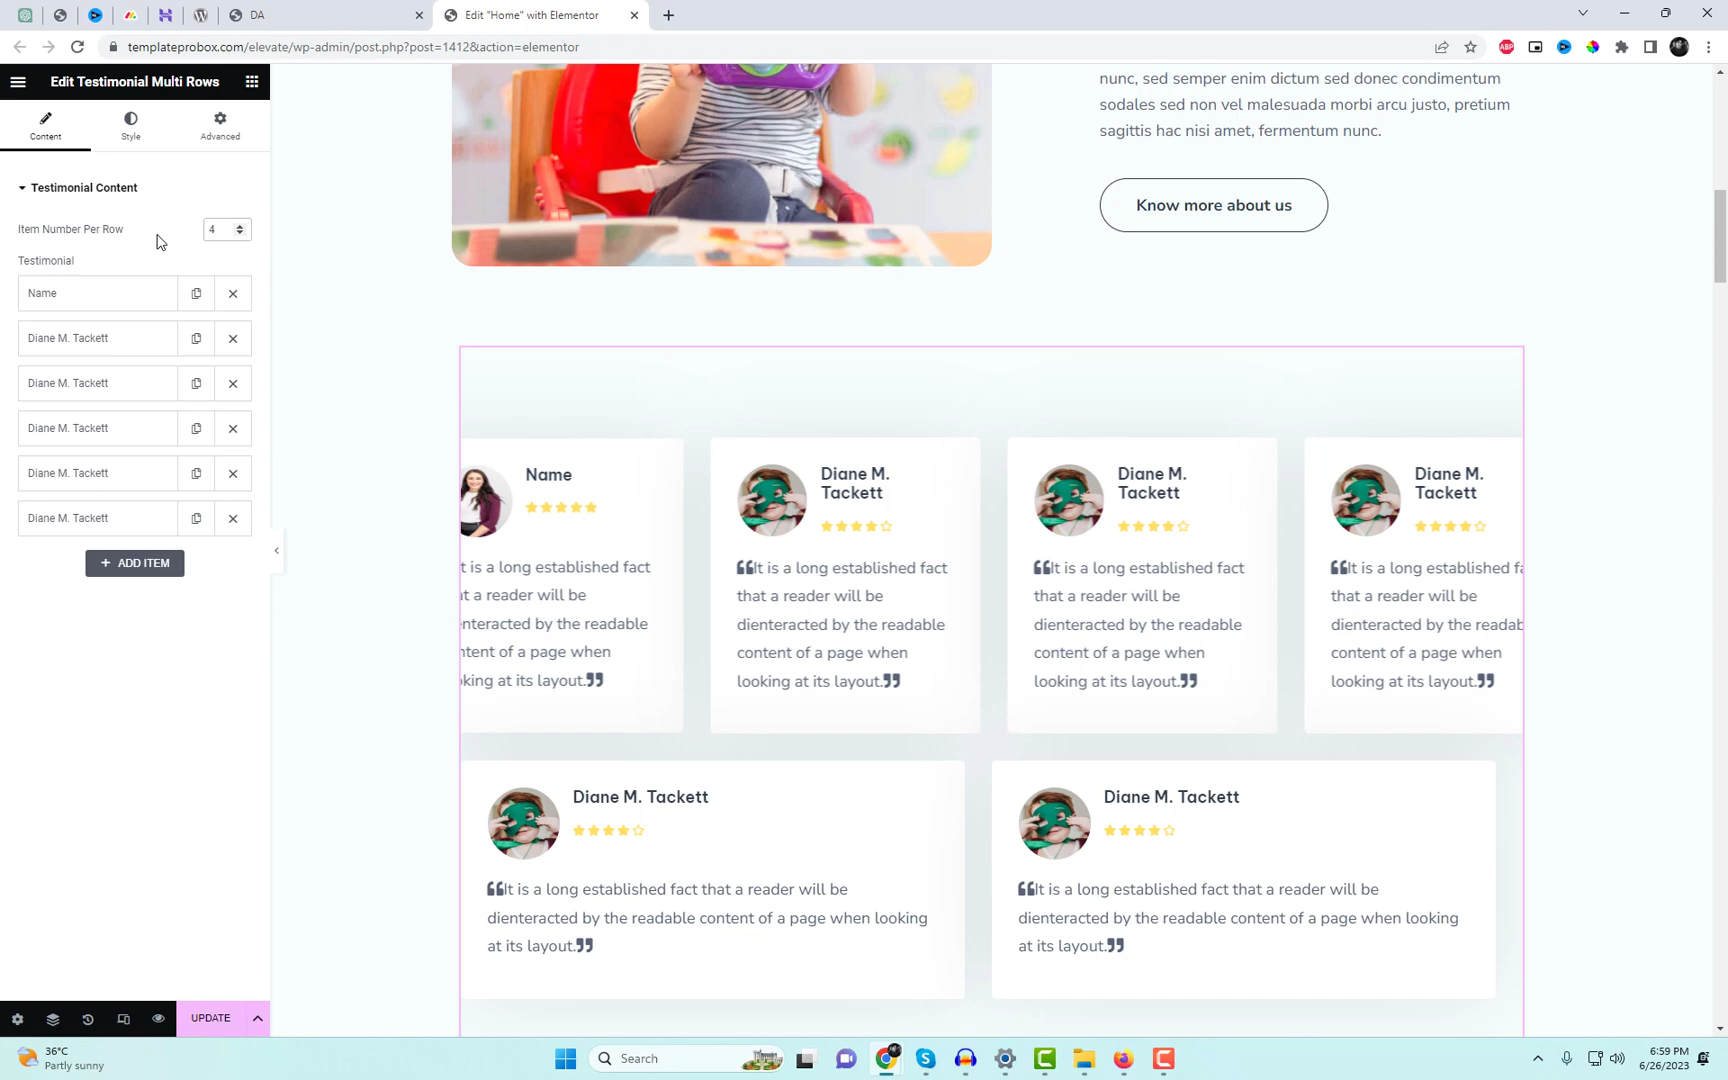 DA
Edit "Home" with Elementor
templateprobox.com/elevate/wp-admin/post.php?post=1412&action=elementor
ABP
Edit Testimonial Multi Rows
Content
Style
Advanced
Testimonial Content
Item Number Per Row
4
Testimonial
Name
Diane M. Tackett
Diane M. Tackett
Diane M. Tackett
Diane M. Tackett
Diane M. Tackett
+ ADD ITEM
UPDATE
nunc, sed semper enim dictum sed donec condimentum
sodales sed non vel malesuada morbi arcu justo, pretium
sagittis hac nisi amet, fermentum nunc.
Know more about us
Name
t is a long established fact
t a reader will be
enteracted by the readable
ntent of a page when
king at its layout.❞
Diane M.
Tackett
❝It is a long established fact
that a reader will be
dienteracted by the readable
content of a page when
looking at its layout.❞
Diane M.
Tackett
❝It is a long established fact
that a reader will be
dienteracted by the readable
content of a page when
looking at its layout.❞
Diane M.
Tackett
❝It is a long established fa
that a reader will be
dienteracted by the readab
content of a page when
looking at its layout.❞
Diane M. Tackett
❝It is a long established fact that a reader will be
dienteracted by the readable content of a page when looking
at its layout.❞
Diane M. Tackett
❝It is a long established fact that a reader will be
dienteracted by the readable content of a page when looking
at its layout.❞
36°C
Partly sunny
Search
6:59 PM
6/26/2023